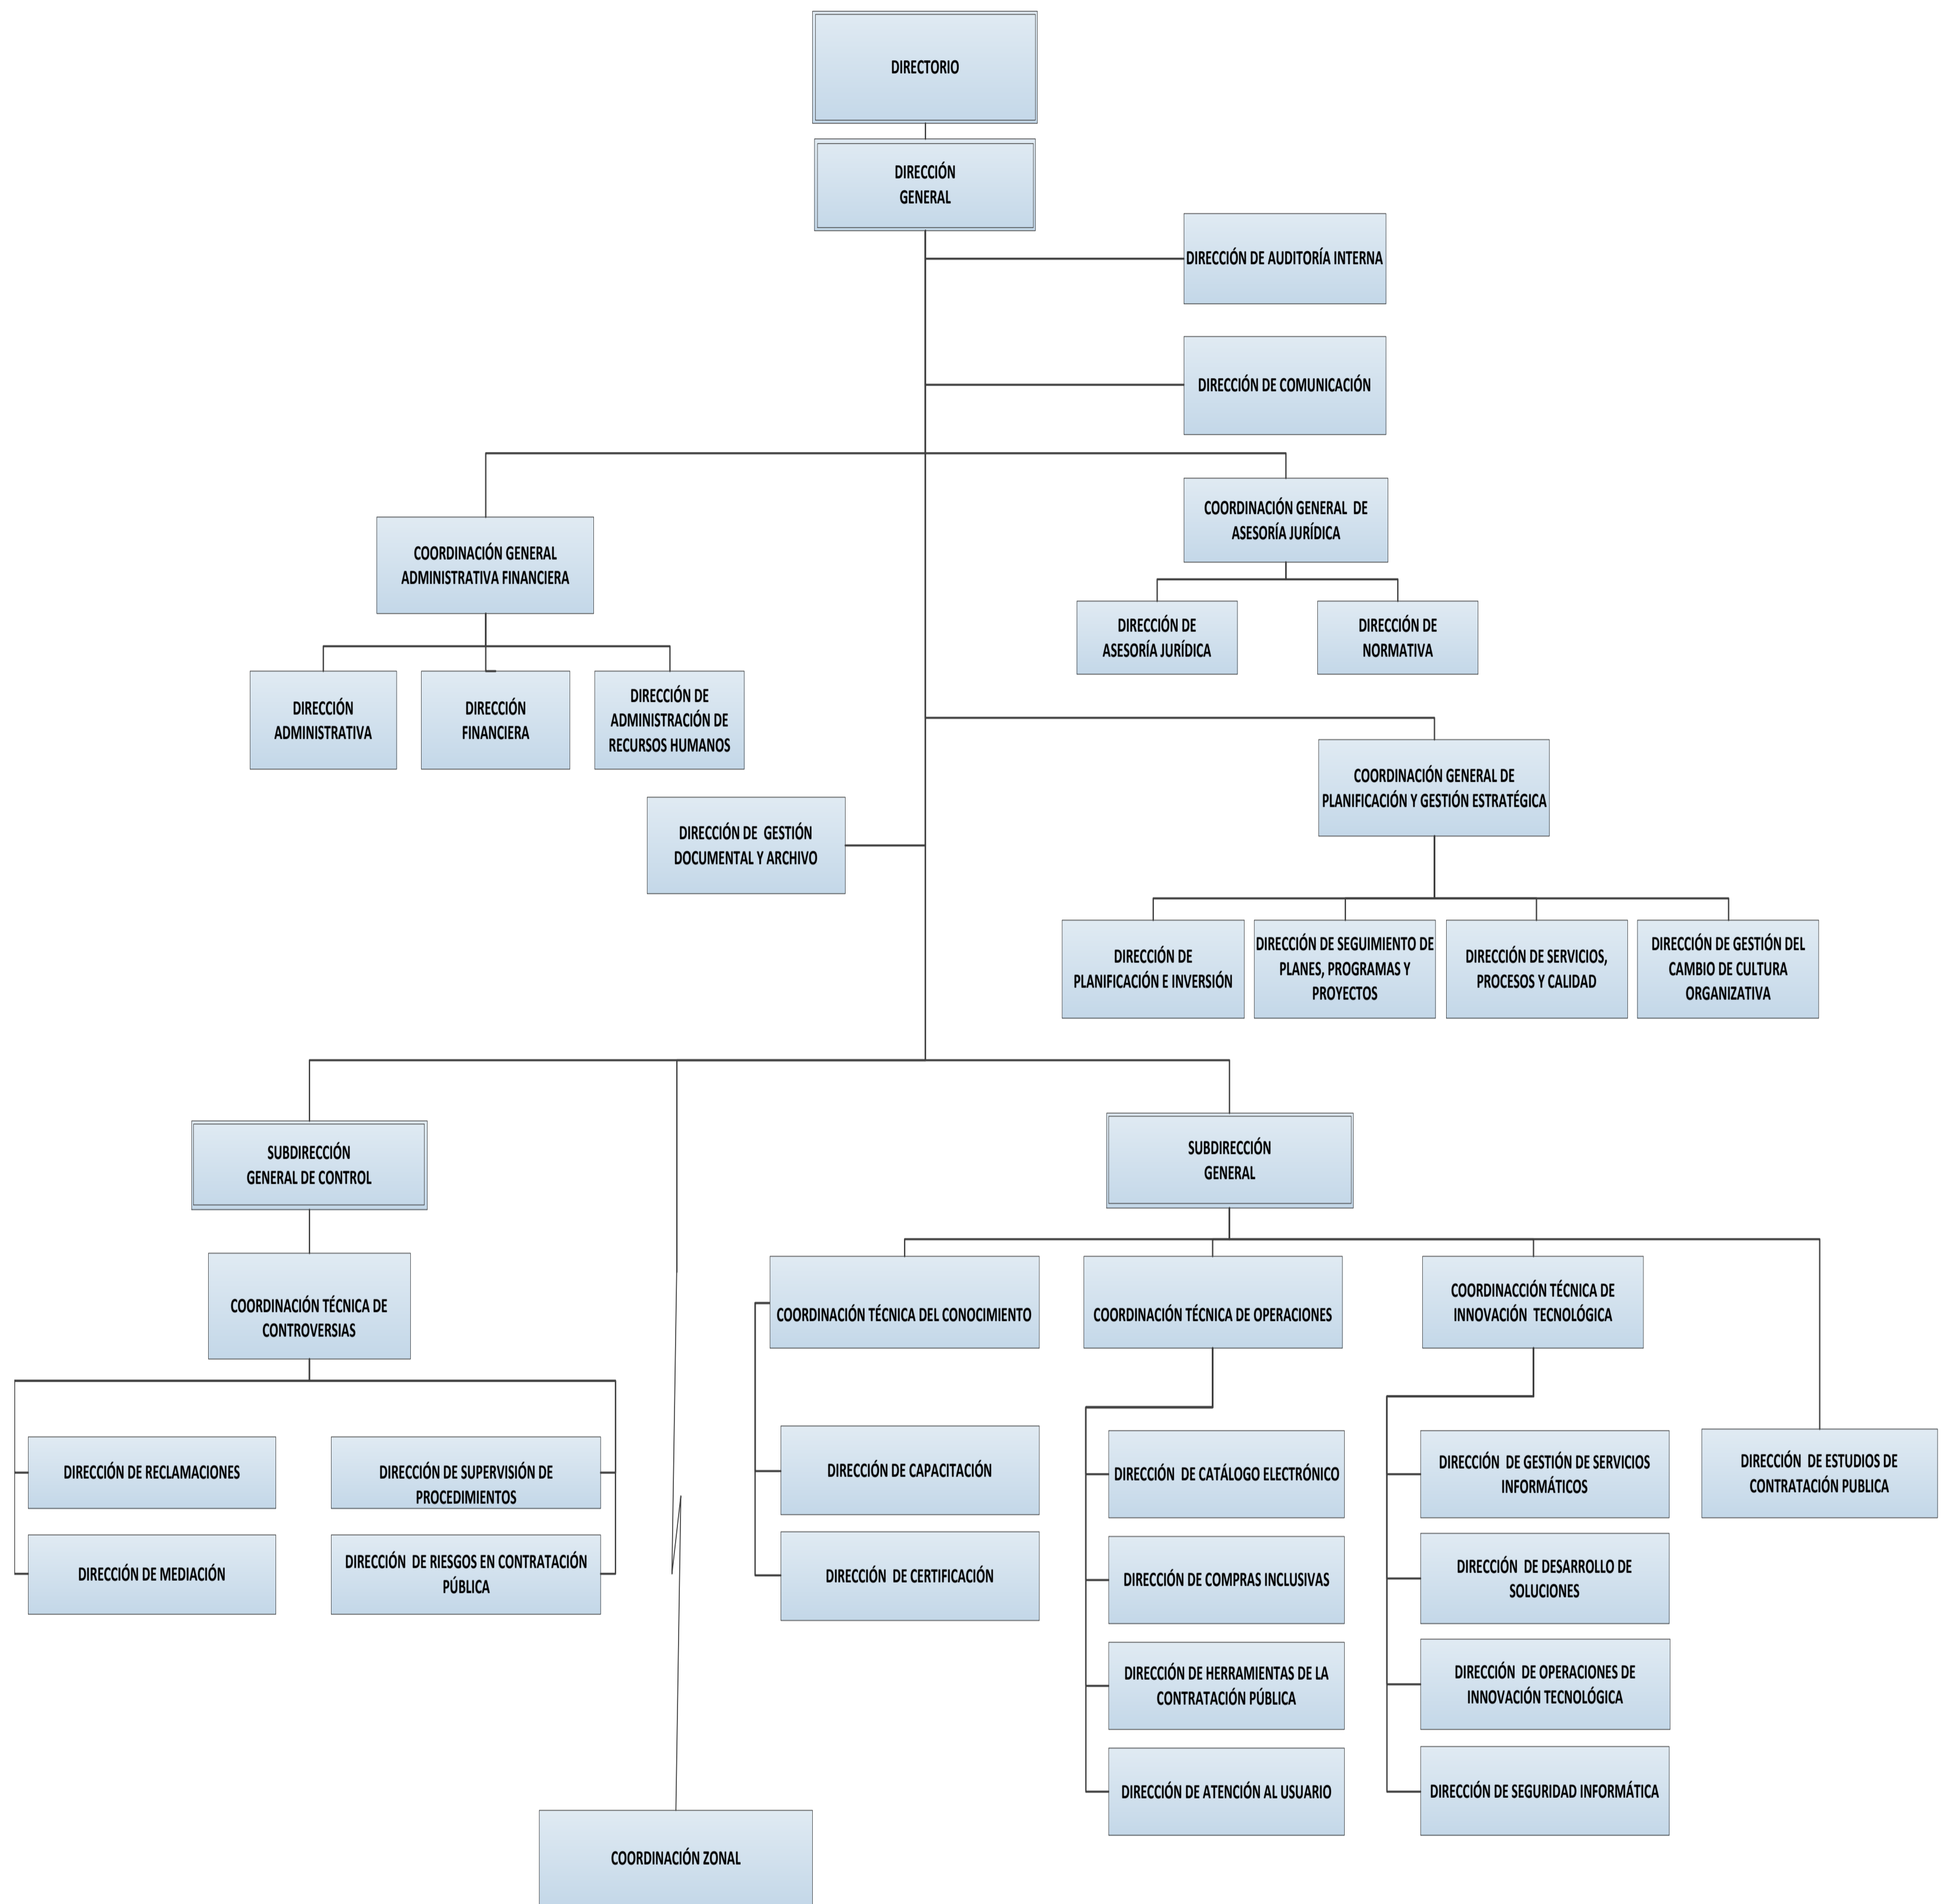 DIRECTORIO
DIRECCIÓN
GENERAL
DIRECCIÓN DE AUDITORÍA INTERNA
DIRECCIÓN DE COMUNICACIÓN
COORDINACIÓN GENERAL DE
ASESORÍA JURÍDICA
COORDINACIÓN GENERAL
ADMINISTRATIVA FINANCIERA
DIRECCIÓN DE
ASESORÍA JURÍDICA
DIRECCIÓN DE
NORMATIVA
DIRECCIÓN
ADMINISTRATIVA
DIRECCIÓN
FINANCIERA
DIRECCIÓN DE
ADMINISTRACIÓN DE
RECURSOS HUMANOS
COORDINACIÓN GENERAL DE
PLANIFICACIÓN Y GESTIÓN ESTRATÉGICA
DIRECCIÓN DE GESTIÓN
DOCUMENTAL Y ARCHIVO
DIRECCIÓN DE
PLANIFICACIÓN E INVERSIÓN
DIRECCIÓN DE SEGUIMIENTO DE
PLANES, PROGRAMAS Y
PROYECTOS
DIRECCIÓN DE SERVICIOS,
PROCESOS Y CALIDAD
DIRECCIÓN DE GESTIÓN DEL
CAMBIO DE CULTURA
ORGANIZATIVA
SUBDIRECCIÓN
GENERAL DE CONTROL
SUBDIRECCIÓN
GENERAL
COORDINACIÓN TÉCNICA DE
CONTROVERSIAS
COORDINACIÓN TÉCNICA DEL CONOCIMIENTO
COORDINACIÓN TÉCNICA DE OPERACIONES
COORDINACCIÓN TÉCNICA DE
INNOVACIÓN TECNOLÓGICA
DIRECCIÓN DE RECLAMACIONES
DIRECCIÓN DE SUPERVISIÓN DE
PROCEDIMIENTOS
DIRECCIÓN DE MEDIACIÓN
DIRECCIÓN DE RIESGOS EN CONTRATACIÓN
PÚBLICA
DIRECCIÓN DE CAPACITACIÓN
DIRECCIÓN DE CERTIFICACIÓN
DIRECCIÓN DE CATÁLOGO ELECTRÓNICO
DIRECCIÓN DE COMPRAS INCLUSIVAS
DIRECCIÓN DE HERRAMIENTAS DE LA
CONTRATACIÓN PÚBLICA
DIRECCIÓN DE ATENCIÓN AL USUARIO
DIRECCIÓN DE GESTIÓN DE SERVICIOS
INFORMÁTICOS
DIRECCIÓN DE DESARROLLO DE
SOLUCIONES
DIRECCIÓN DE OPERACIONES DE
INNOVACIÓN TECNOLÓGICA
DIRECCIÓN DE SEGURIDAD INFORMÁTICA
DIRECCIÓN DE ESTUDIOS DE
CONTRATACIÓN PUBLICA
COORDINACIÓN ZONAL